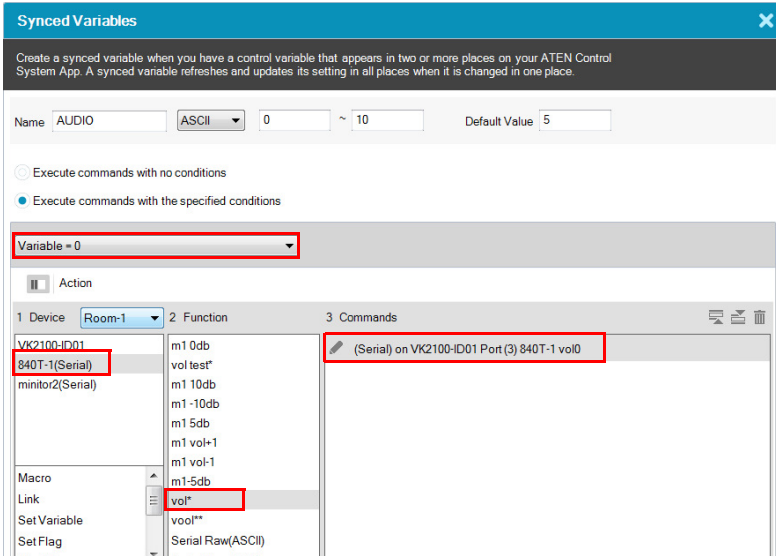 Synced Variables
Create a synced variable when you have a control variable that appears in two or more places on your ATEN Control
System App. A synced variable refreshes and updates its setting in all places when it is changed in one place.
Name AUDIO ASCII 0 ~ 10 Default Value 5
Execute commands with no conditions
Execute commands with the specified conditions
Variable = 0
Action
1 Device Room-1 2 Function 3 Commands
VK2100-ID01 m1 0db (Serial) on VK2100-ID01 Port (3) 840T-1 vol0
840T-1(Serial) vol test*
minitor2(Serial) m1 10db
m1 -10db
m1 5db
m1 vol+1
m1 vol-1
Macro m1-5db
Link vol*
Set Variable vool**
Set Flag Serial Raw(ASCII)